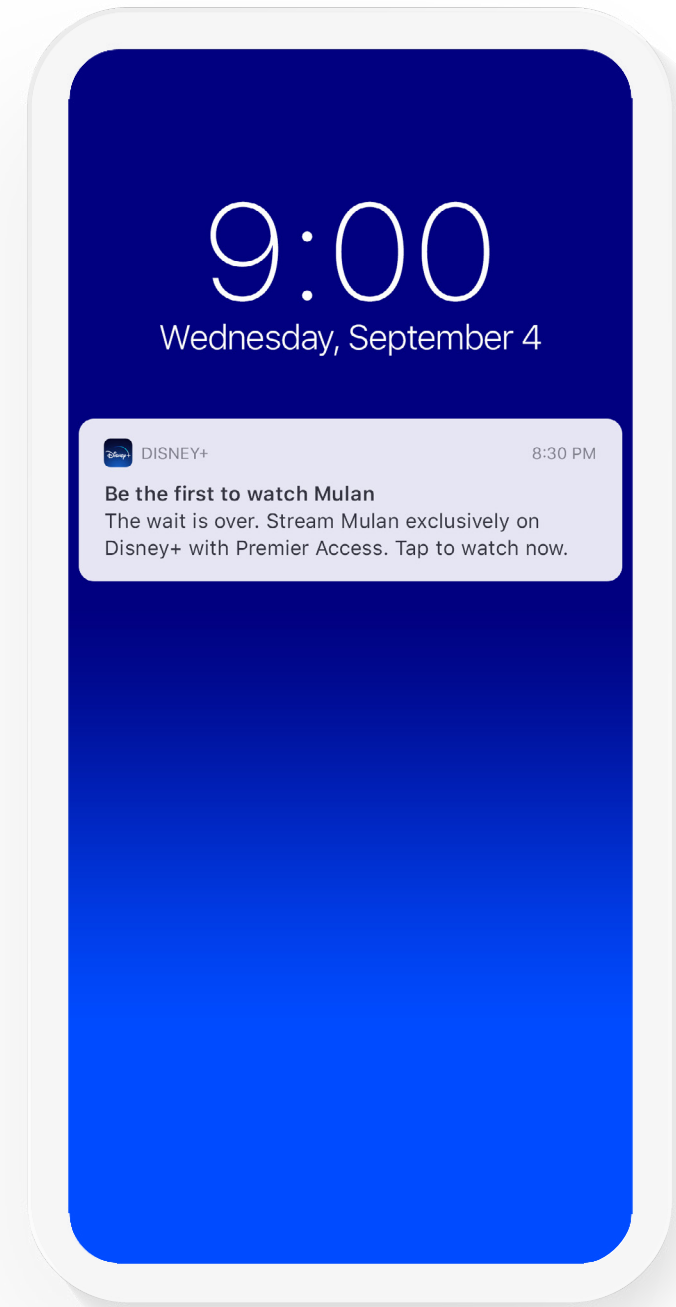 9:00
Wednesday, September 4
Disney+
DISNEY+
8:30 PM
Be the first to watch Mulan
The wait is over. Stream Mulan exclusively on
Disney+ with Premier Access. Tap to watch now.